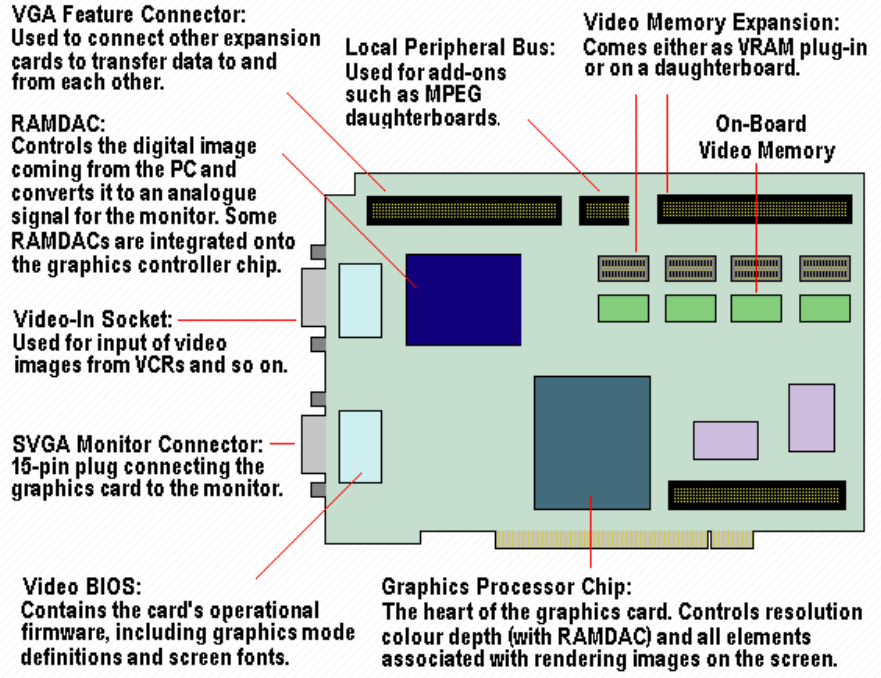 VGA Feature Connector:
Used to connect other expansion
cards to transfer data to and
from each other.
Local Peripheral Bus:
Used for add-ons
such as MPEG
daughterboards.
Video Memory Expansion:
Comes either as VRAM plug-in
or on a daughterboard.
On-Board
Video Memory
RAMDAC:
Controls the digital image
coming from the PC and
converts it to an analogue
signal for the monitor. Some
RAMDACs are integrated onto
the graphics controller chip.
Video-In Socket:
Used for input of video
images from VCRs and so on.
SVGA Monitor Connector:
15-pin plug connecting the
graphics card to the monitor.
Video BIOS:
Contains the card's operational
firmware, including graphics mode
definitions and screen fonts.
Graphics Processor Chip:
The heart of the graphics card. Controls resolution
colour depth (with RAMDAC) and all elements
associated with rendering images on the screen.